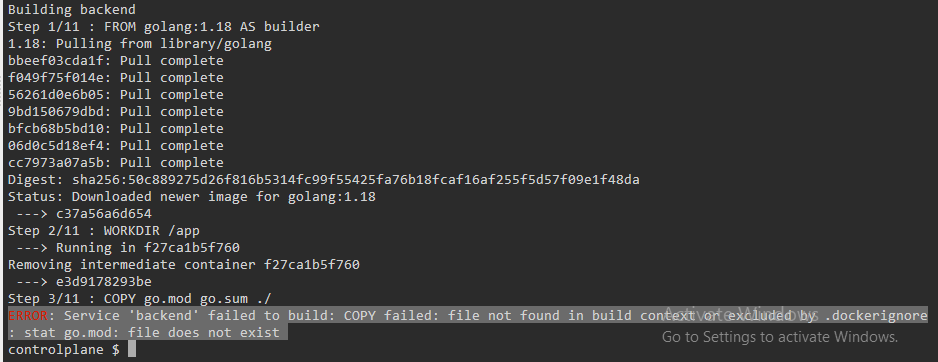 Building backend
Step 1/11 : FROM golang:1.18 AS builder
1.18: Pulling from library/golang
bbeef03cda1f: Pull complete
f049f75f014e: Pull complete
56261d0e6b05: Pull complete
9bd150679dbd: Pull complete
bfcb68b5bd10: Pull complete
06d0c5d18ef4: Pull complete
cc7973a07a5b: Pull complete
Digest: sha256:50c889275d26f816b5314fc99f55425fa76b18fcaf16af255f5d57f09e1f48da
Status: Downloaded newer image for golang:1.18
---> c37a56a6d654
Step 2/11 : WORKDIR /app
---> Running in f27ca1b5f760
Removing intermediate container f27ca1b5f760
---> e3d9178293be
Step 3/11 : COPY go.mod go.sum ./
ERROR: Service 'backend' failed to build: COPY failed: file not found in build context or excluded by .dockerignore
: stat go.mod: file does not exist
controlplane $
Activate Windows
Go to Settings to activate Windows.